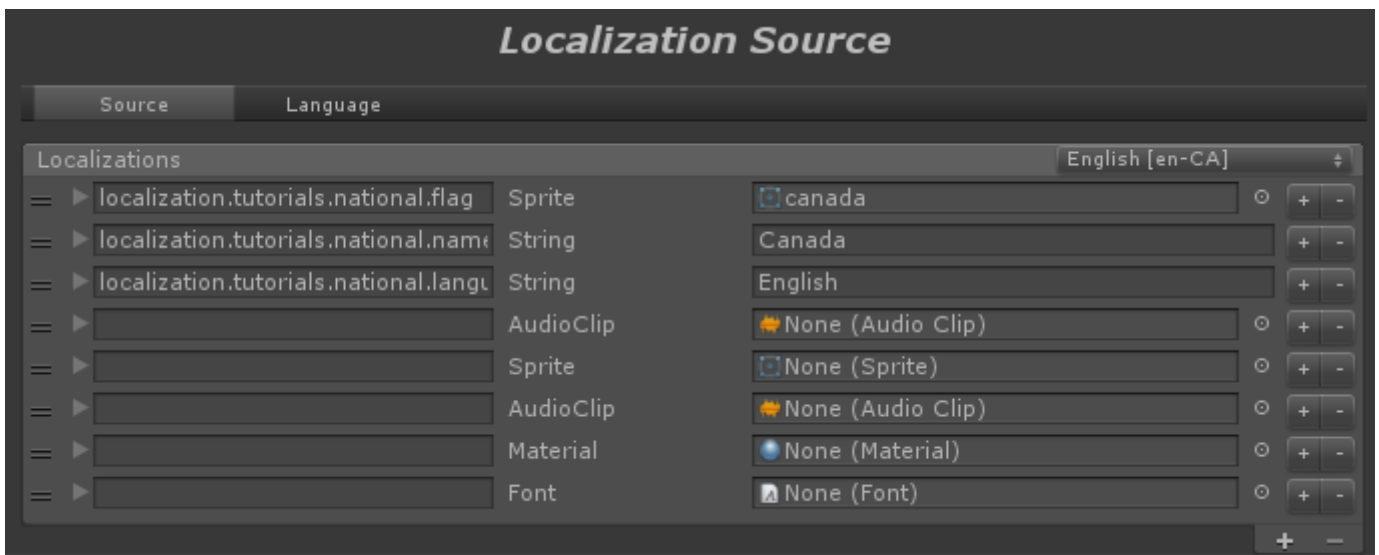 Localization Source
Source Language
Localizations English [en-CA]
localization.tutorials.national.flag Sprite canada + -
localization.tutorials.national.name String Canada + -
localization.tutorials.national.langu String English + -
AudioClip None (Audio Clip) + -
Sprite None (Sprite) + -
AudioClip None (Audio Clip) + -
Material None (Material) + -
Font None (Font) + -
+ -